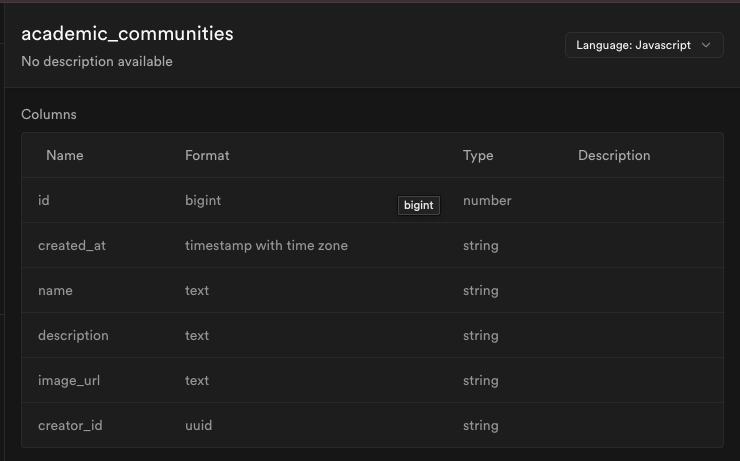 academic_communities
No description available
Language: Javascript
Columns
Name Format Type Description
id bigint bigint number
created_at timestamp with time zone string
name text string
description text string
image_url text string
creator_id uuid string